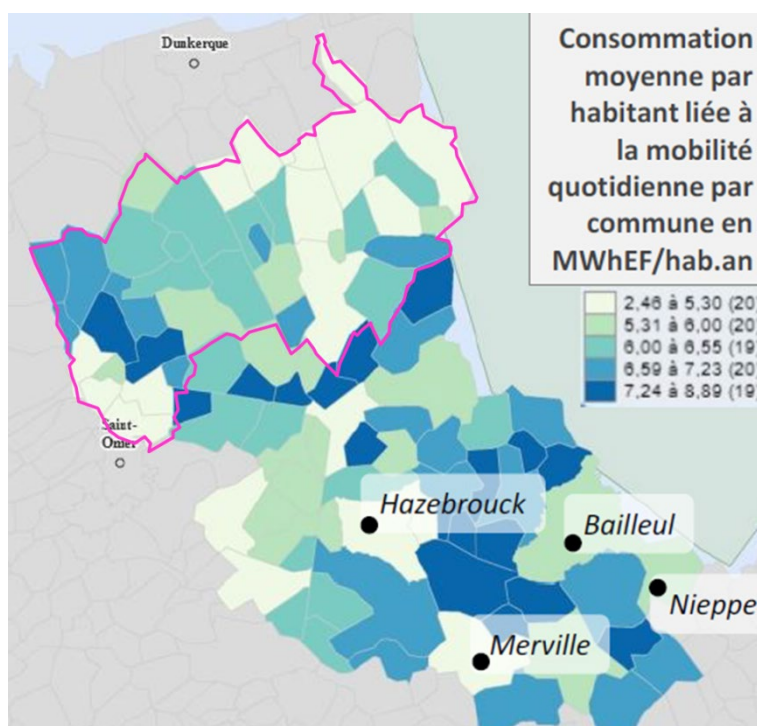 Dunkerque
Consommation
moyenne par
habitant liée à
la mobilité
quotidienne par
commune en
MWhEF/hab.an
2,46 à 5,30 (20)
5,31 à 6,00 (20)
6,00 à 6,55 (19)
6,59 à 7,23 (20)
7,24 à 8,89 (19)
Saint-
Omer
Hazebrouck
Bailleul
Nieppe
Merville